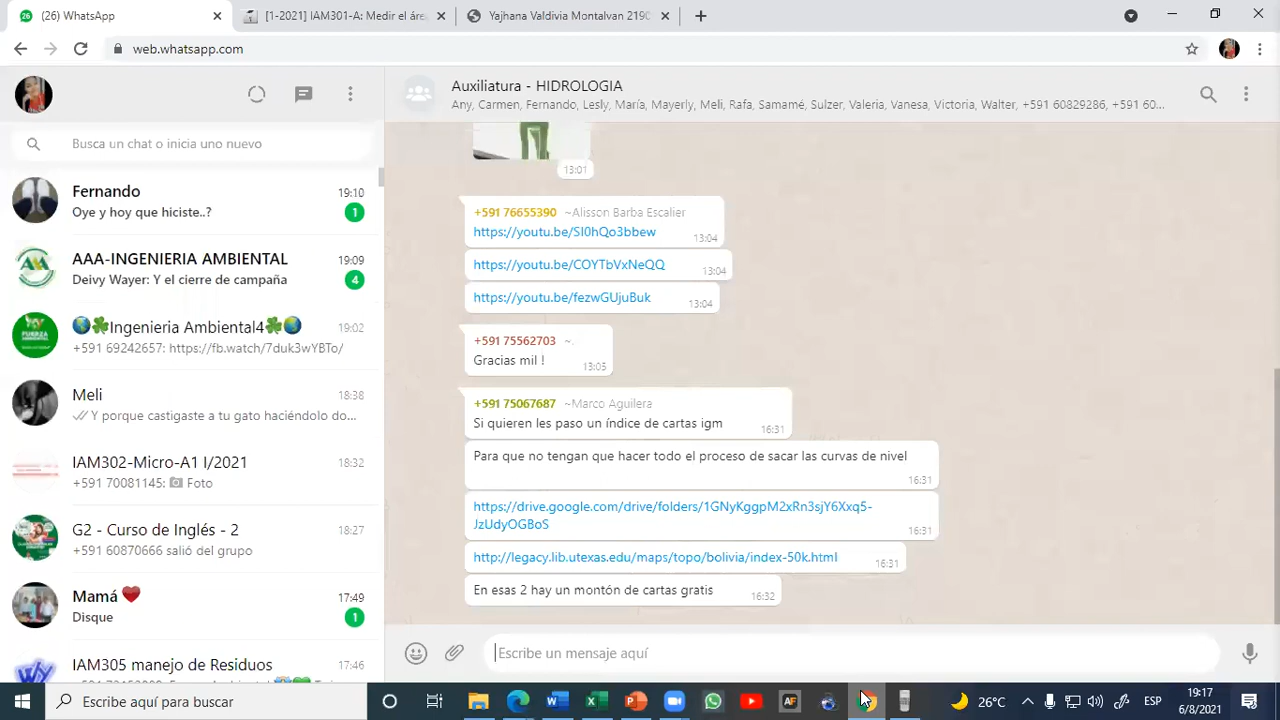 (26) WhatsApp
[1-2021] IAM301-A: Medir el área
Yajhana Valdivia Montalvan 2190
web.whatsapp.com
Busca un chat o inicia uno nuevo
Fernando 19:10
Oye y hoy que hiciste..? 1
AAA-INGENIERIA AMBIENTAL 19:09
Deivy Wayer: Y el cierre de campaña 4
🌎🍀Ingenieria Ambiental4🍀🌎 19:02
+591 69242657: https://fb.watch/7duk3wYBTo/
Meli 18:38
Y porque castigaste a tu gato haciéndolo do...
IAM302-Micro-A1 I/2021 18:32
+591 70081145: Foto
G2 - Curso de Inglés - 2 18:27
+591 60870666 salió del grupo
Mamá ❤️ 17:49
Disque 1
IAM305 manejo de Residuos 17:46
Auxiliatura - HIDROLOGIA
Any, Carmen, Fernando, Lesly, María, Mayerly, Meli, Rafa, Samamé, Sulzer, Valeria, Vanesa, Victoria, Walter, +591 60829286, +591 60...
13:01
+591 76655390 ~Alisson Barba Escalier
https://youtu.be/SI0hQo3bbew 13:04
https://youtu.be/COYTbVxNeQQ 13:04
https://youtu.be/fezwGUjuBuk 13:04
+591 75562703 ~.
Gracias mil ! 13:05
+591 75067687 ~Marco Aguilera
Si quieren les paso un índice de cartas igm 16:31
Para que no tengan que hacer todo el proceso de sacar las curvas de nivel
16:31
https://drive.google.com/drive/folders/1GNyKggpM2xRn3sjY6Xxq5-
JzUdyOGBoS 16:31
http://legacy.lib.utexas.edu/maps/topo/bolivia/index-50k.html 16:31
En esas 2 hay un montón de cartas gratis 16:32
Escribe un mensaje aquí
Escribe aquí para buscar
26°C
ESP
19:17
6/8/2021